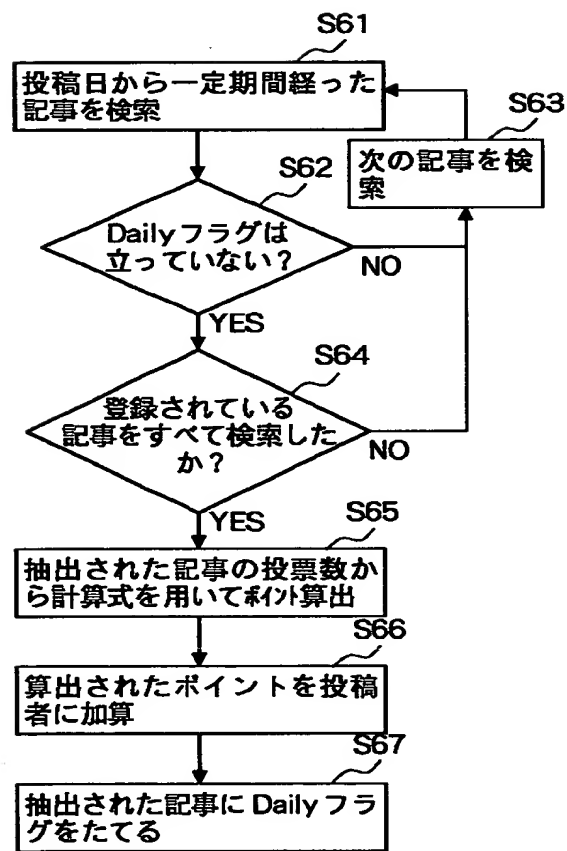 S61
投稿日から一定期間経った
記事を検索
S63
次の記事を検
索
S62
Dailyフラグは
立っていない？
NO
YES
S64
登録されている
記事をすべて検索した
か？
NO
YES
S65
抽出された記事の投票数か
ら計算式を用いてﾎﾟｲﾝﾄ算出
S66
算出されたポイントを投稿
者に加算
S67
抽出された記事にDailyフラ
グをたてる